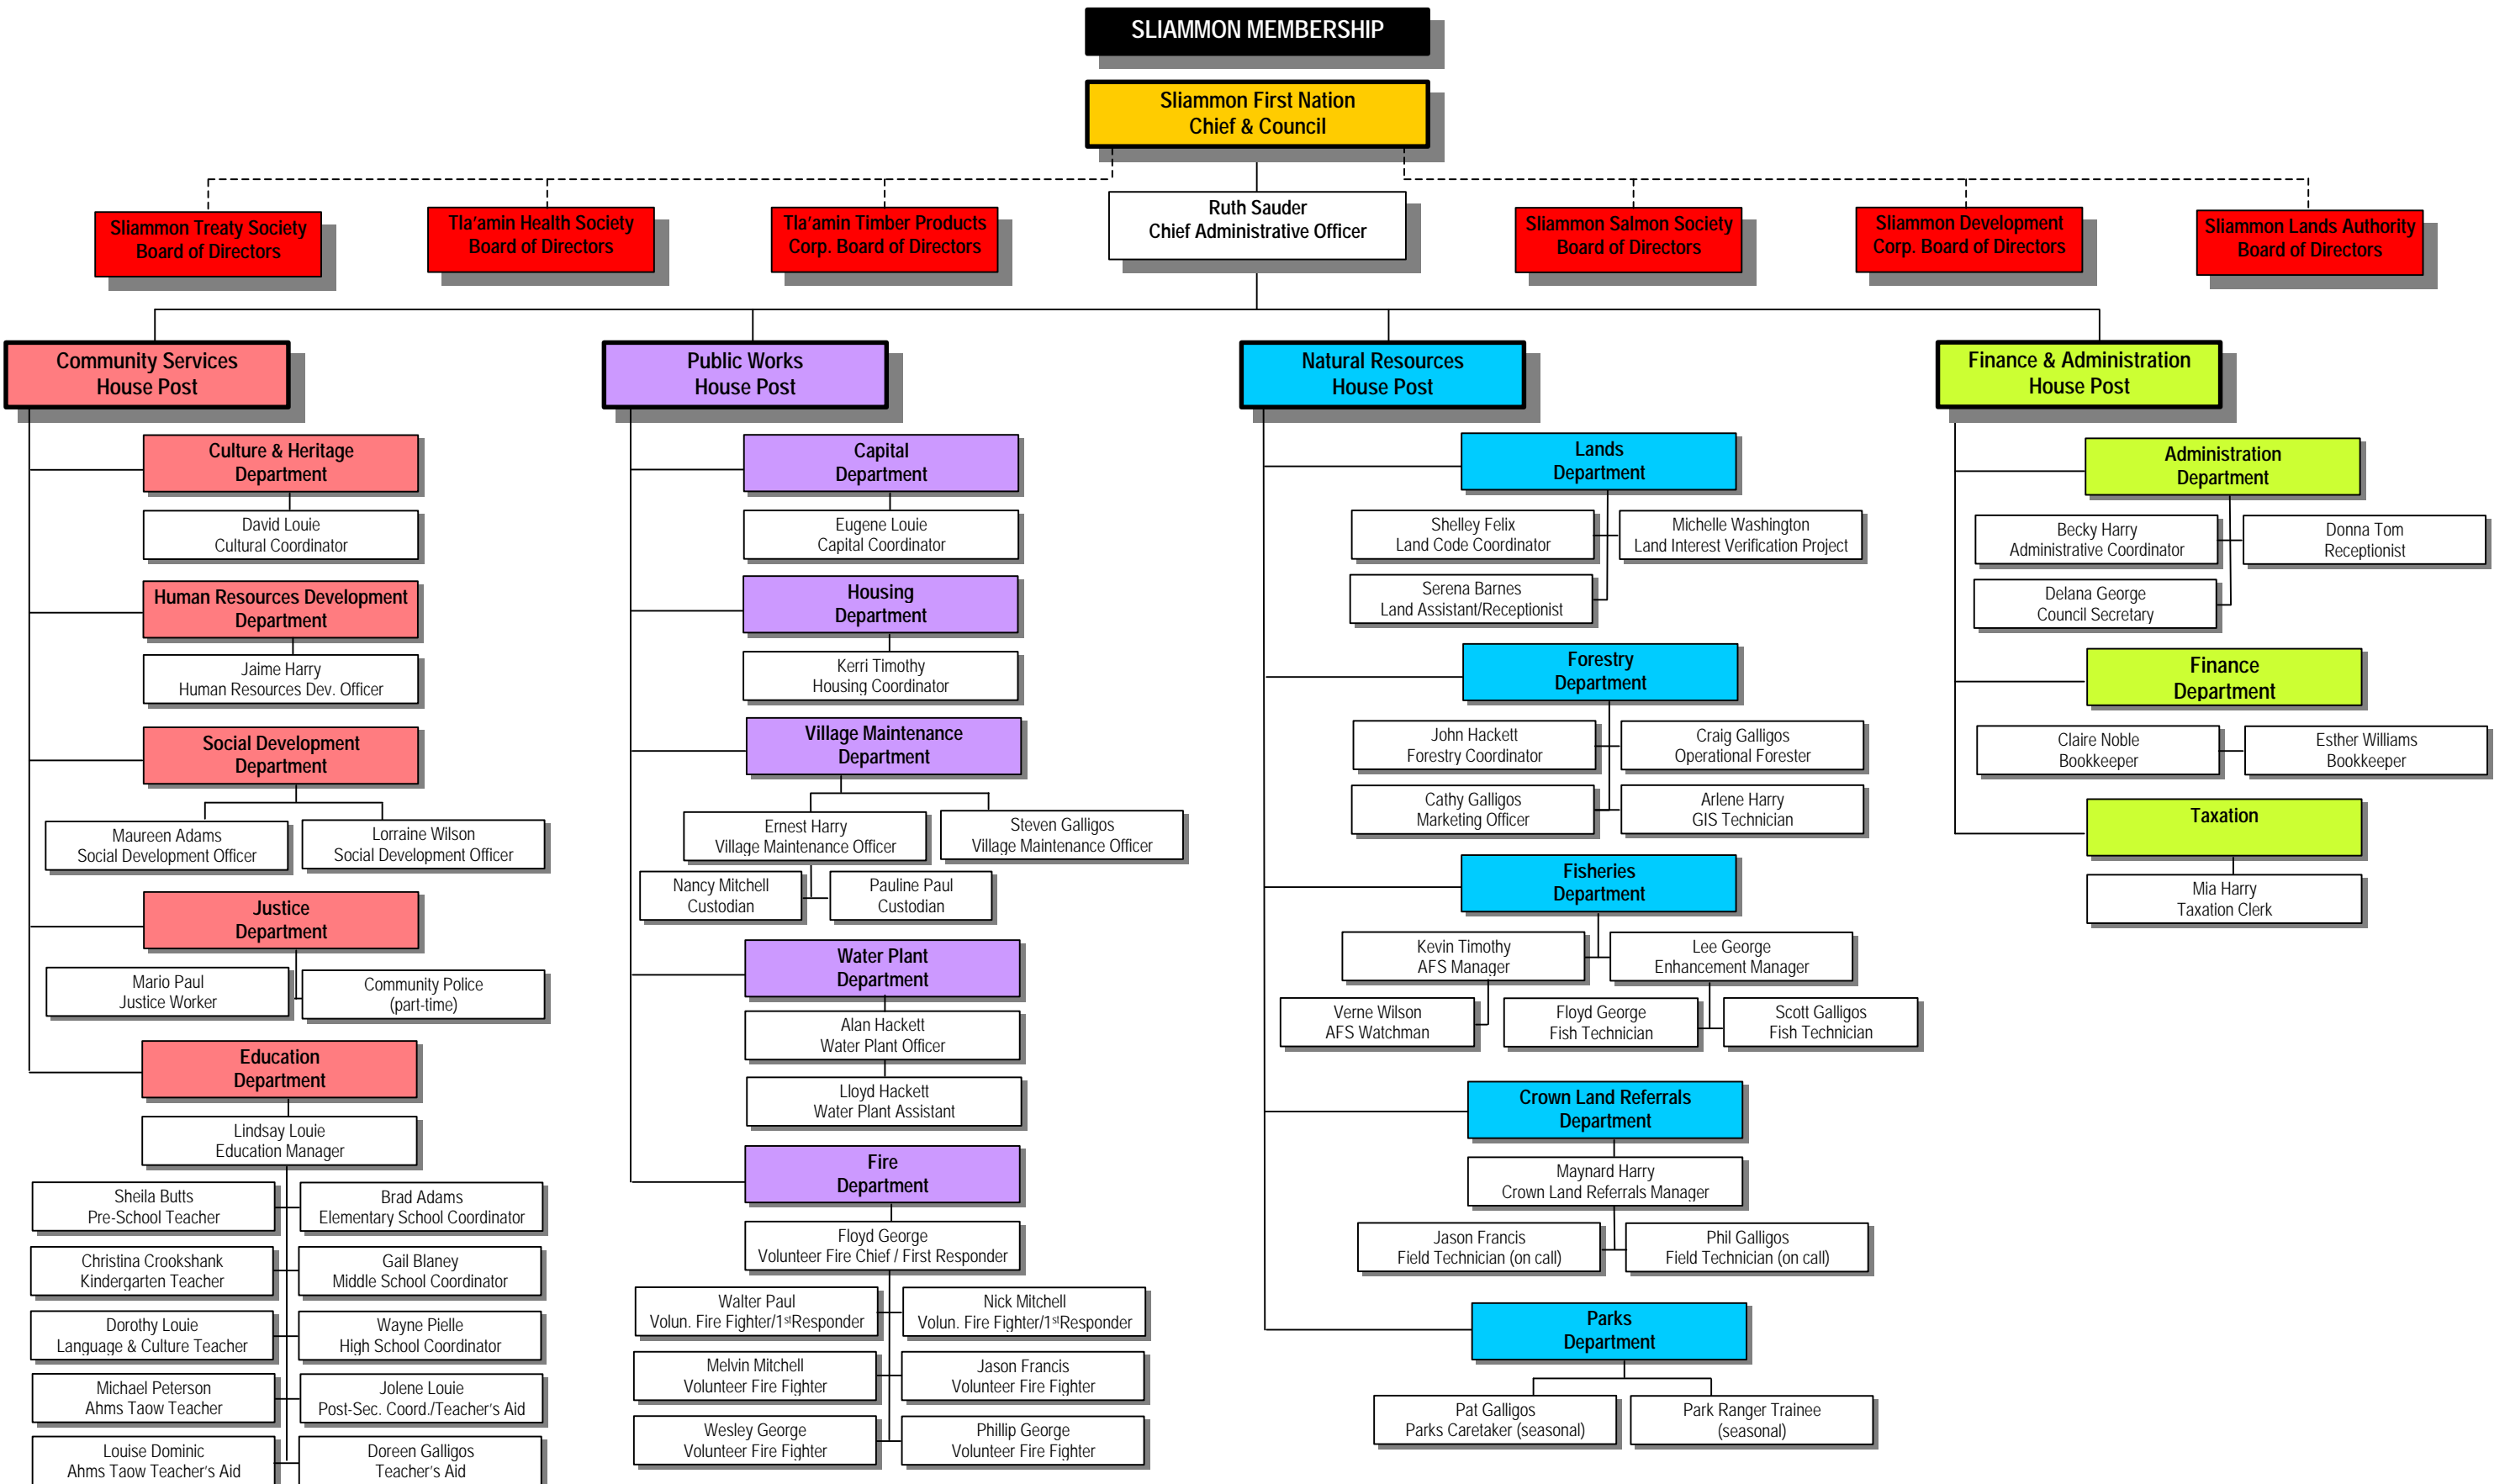 SLIAMMON MEMBERSHIP
Sliammon First Nation
Chief & Council
Sliammon Treaty Society
Board of Directors
Tla'amin Health Society
Board of Directors
Tla'amin Timber Products
Corp. Board of Directors
Ruth Sauder
Chief Administrative Officer
Sliammon Salmon Society
Board of Directors
Sliammon Development
Corp. Board of Directors
Sliammon Lands Authority
Board of Directors
Community Services
House Post
Culture & Heritage
Department
David Louie
Cultural Coordinator
Human Resources Development
Department
Jaime Harry
Human Resources Dev. Officer
Social Development
Department
Maureen Adams
Social Development Officer
Lorraine Wilson
Social Development Officer
Justice
Department
Mario Paul
Justice Worker
Community Police
(part-time)
Education
Department
Lindsay Louie
Education Manager
Sheila Butts
Pre-School Teacher
Brad Adams
Elementary School Coordinator
Christina Crookshank
Kindergarten Teacher
Gail Blaney
Middle School Coordinator
Dorothy Louie
Language & Culture Teacher
Wayne Pielle
High School Coordinator
Michael Peterson
Ahms Taow Teacher
Jolene Louie
Post-Sec. Coord./Teacher's Aid
Louise Dominic
Ahms Taow Teacher's Aid
Doreen Galligos
Teacher's Aid
Public Works
House Post
Capital
Department
Eugene Louie
Capital Coordinator
Housing
Department
Kerri Timothy
Housing Coordinator
Village Maintenance
Department
Ernest Harry
Village Maintenance Officer
Steven Galligos
Village Maintenance Officer
Nancy Mitchell
Custodian
Pauline Paul
Custodian
Water Plant
Department
Alan Hackett
Water Plant Officer
Lloyd Hackett
Water Plant Assistant
Fire
Department
Floyd George
Volunteer Fire Chief / First Responder
Walter Paul
Volun. Fire Fighter/1st Responder
Nick Mitchell
Volun. Fire Fighter/1st Responder
Melvin Mitchell
Volunteer Fire Fighter
Jason Francis
Volunteer Fire Fighter
Wesley George
Volunteer Fire Fighter
Phillip George
Volunteer Fire Fighter
Natural Resources
House Post
Lands
Department
Shelley Felix
Land Code Coordinator
Michelle Washington
Land Interest Verification Project
Serena Barnes
Land Assistant/Receptionist
Forestry
Department
John Hackett
Forestry Coordinator
Craig Galligos
Operational Forester
Cathy Galligos
Marketing Officer
Arlene Harry
GIS Technician
Fisheries
Department
Kevin Timothy
AFS Manager
Lee George
Enhancement Manager
Verne Wilson
AFS Watchman
Floyd George
Fish Technician
Scott Galligos
Fish Technician
Crown Land Referrals
Department
Maynard Harry
Crown Land Referrals Manager
Jason Francis
Field Technician (on call)
Phil Galligos
Field Technician (on call)
Parks
Department
Pat Galligos
Parks Caretaker (seasonal)
Park Ranger Trainee
(seasonal)
Finance & Administration
House Post
Administration
Department
Becky Harry
Administrative Coordinator
Donna Tom
Receptionist
Delana George
Council Secretary
Finance
Department
Claire Noble
Bookkeeper
Esther Williams
Bookkeeper
Taxation
Mia Harry
Taxation Clerk